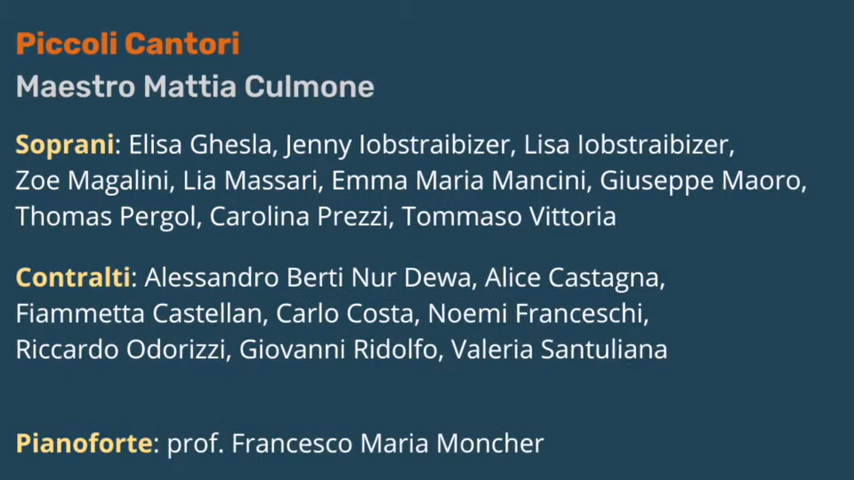 Piccoli Cantori
Maestro Mattia Culmone
Soprani: Elisa Ghesla, Jenny Iobstraibizer, Lisa Iobstraibizer,
Zoe Magalini, Lia Massari, Emma Maria Mancini, Giuseppe Maoro,
Thomas Pergol, Carolina Prezzi, Tommaso Vittoria
Contralti: Alessandro Berti Nur Dewa, Alice Castagna,
Fiammetta Castellan, Carlo Costa, Noemi Franceschi,
Riccardo Odorizzi, Giovanni Ridolfo, Valeria Santuliana
Pianoforte: prof. Francesco Maria Moncher